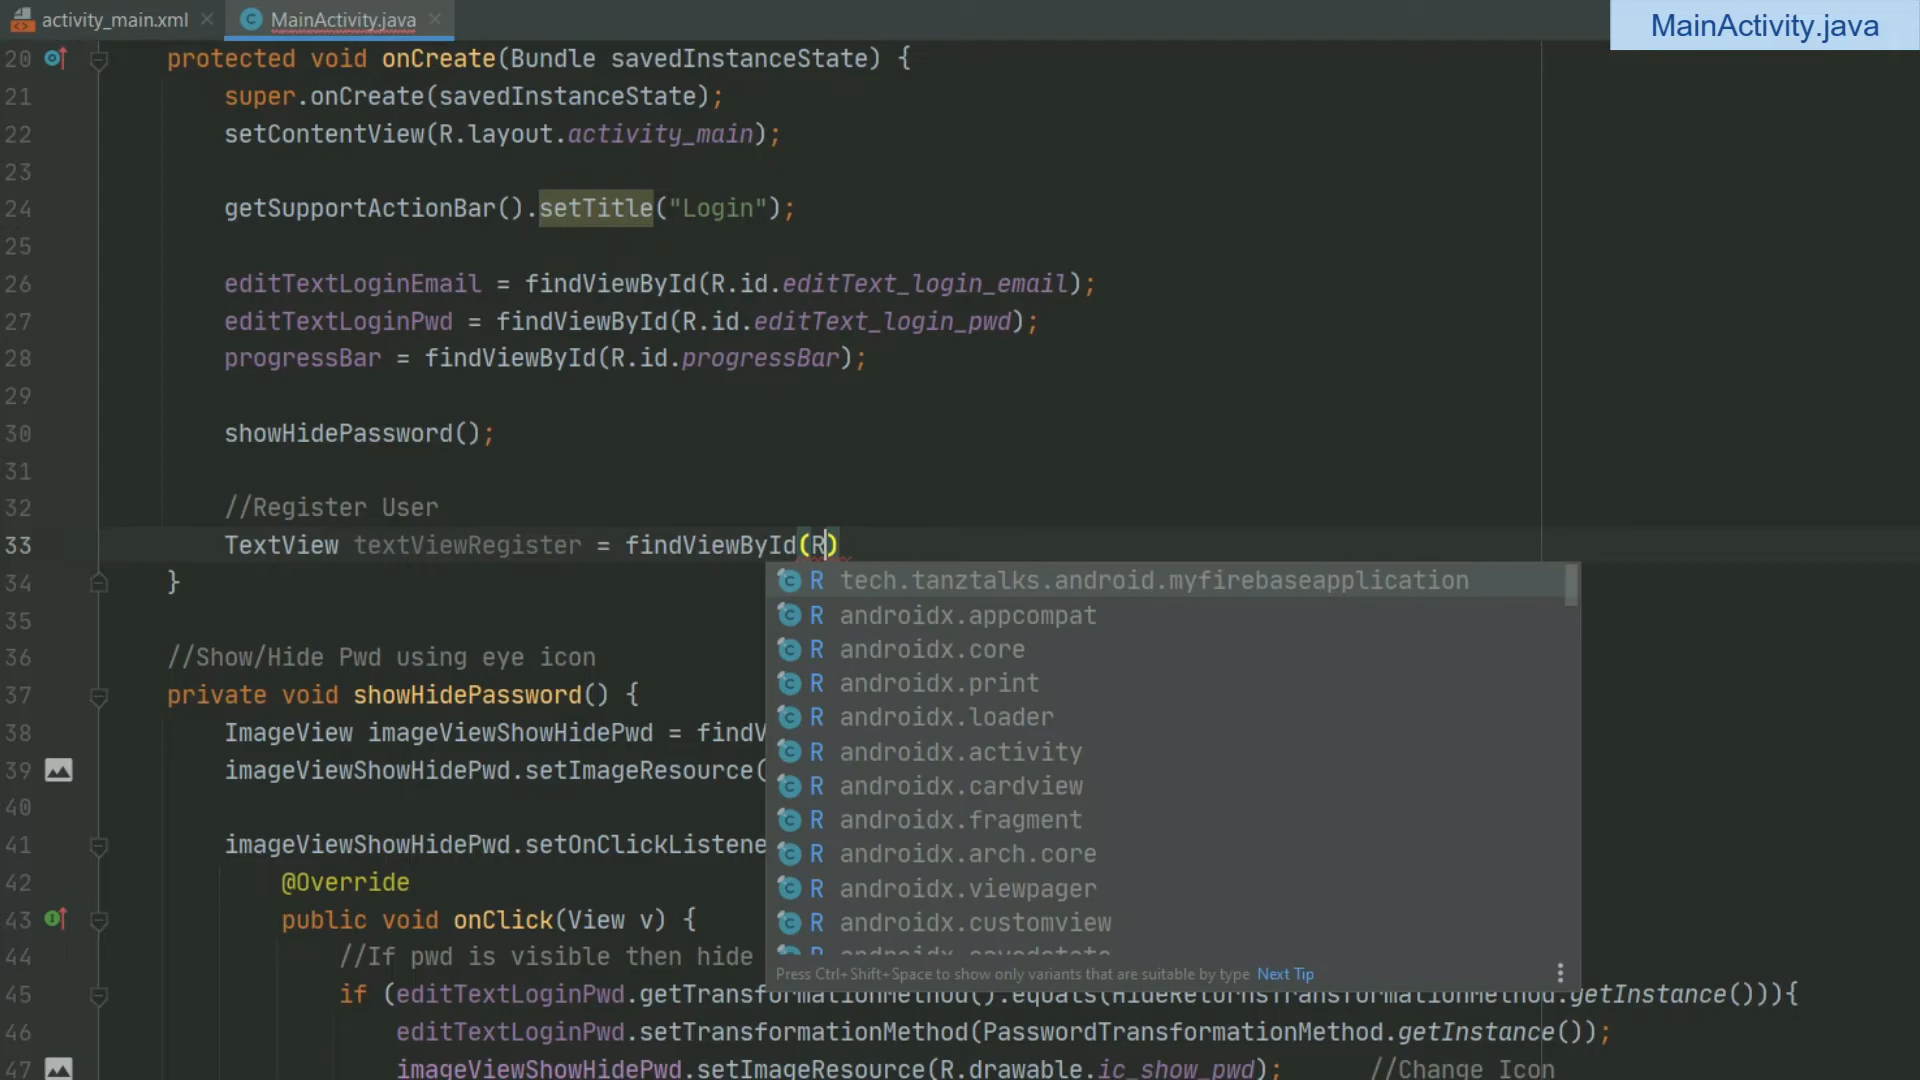 activity_main.xml
MainActivity.java
MainActivity.java
20 protected void onCreate(Bundle savedInstanceState) {
21 super.onCreate(savedInstanceState);
22 setContentView(R.layout.activity_main);
23
24 getSupportActionBar().setTitle("Login");
25
26 editTextLoginEmail = findViewById(R.id.editText_login_email);
27 editTextLoginPwd = findViewById(R.id.editText_login_pwd);
28 progressBar = findViewById(R.id.progressBar);
29
30 showHidePassword();
31
32 //Register User
33 TextView textViewRegister = findViewById(R)
R tech.tanztalks.android.myfirebaseapplication
R androidx.appcompat
R androidx.core
R androidx.print
R androidx.loader
R androidx.activity
R androidx.cardview
R androidx.fragment
R androidx.arch.core
R androidx.viewpager
R androidx.customview
Press Ctrl+Shift+Space to show only variants that are suitable by type Next Tip
34 }
35
36 //Show/Hide Pwd using eye icon
37 private void showHidePassword() {
38 ImageView imageViewShowHidePwd = findV
39 imageViewShowHidePwd.setImageResource(
40
41 imageViewShowHidePwd.setOnClickListene
42 @Override
43 public void onClick(View v) {
44 //If pwd is visible then hide
45 if (editTextLoginPwd.getTransformationMethod().equals(HideReturnsTransformationMethod.getInstance())){
46 editTextLoginPwd.setTransformationMethod(PasswordTransformationMethod.getInstance());
47 imageViewShowHidePwd.setImageResource(R.drawable.ic_show_pwd); //Change Icon